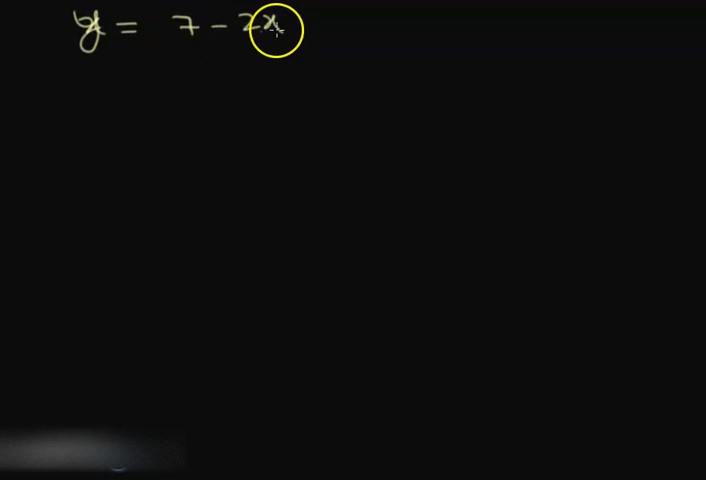 y = 7 - 2x